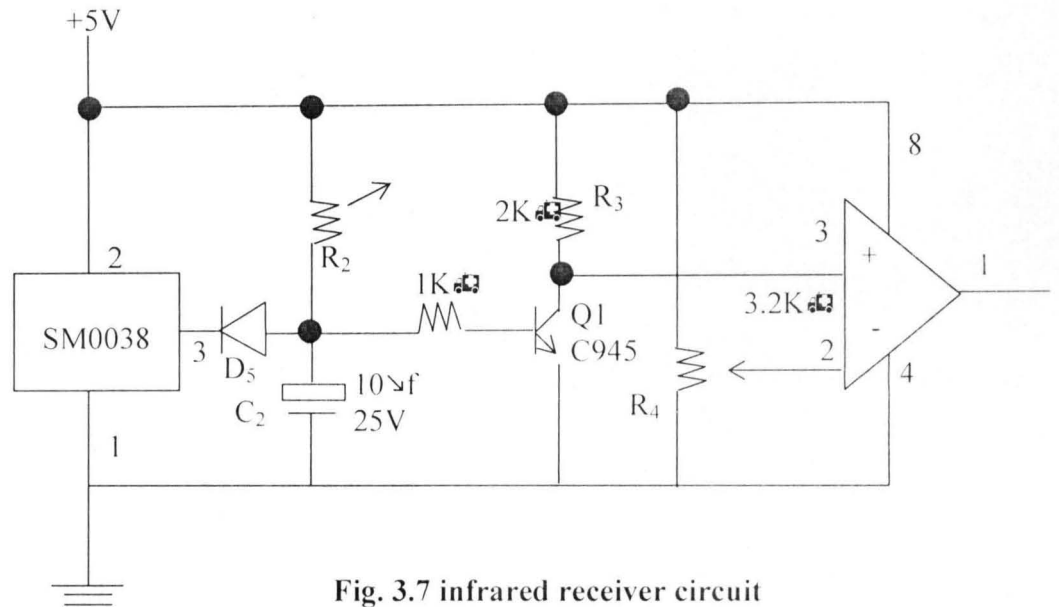 +5V
8
R3
2K
2
R2
3
1K
+
1
Q1
3.2K
SM0038
3
C945
-
D5
2
10↘f
R4
4
C2
25V
1
Fig. 3.7 infrared receiver circuit